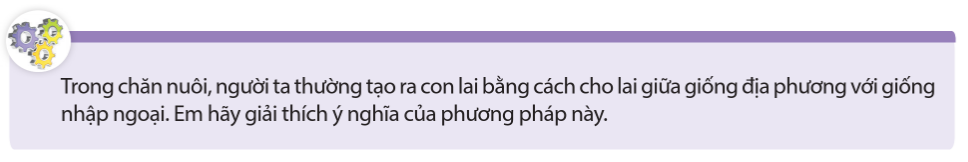 Trong chăn nuôi, người ta thường tạo ra con lai bằng cách cho lai giữa giống địa phương với giống
nhập ngoại. Em hãy giải thích ý nghĩa của phương pháp này.